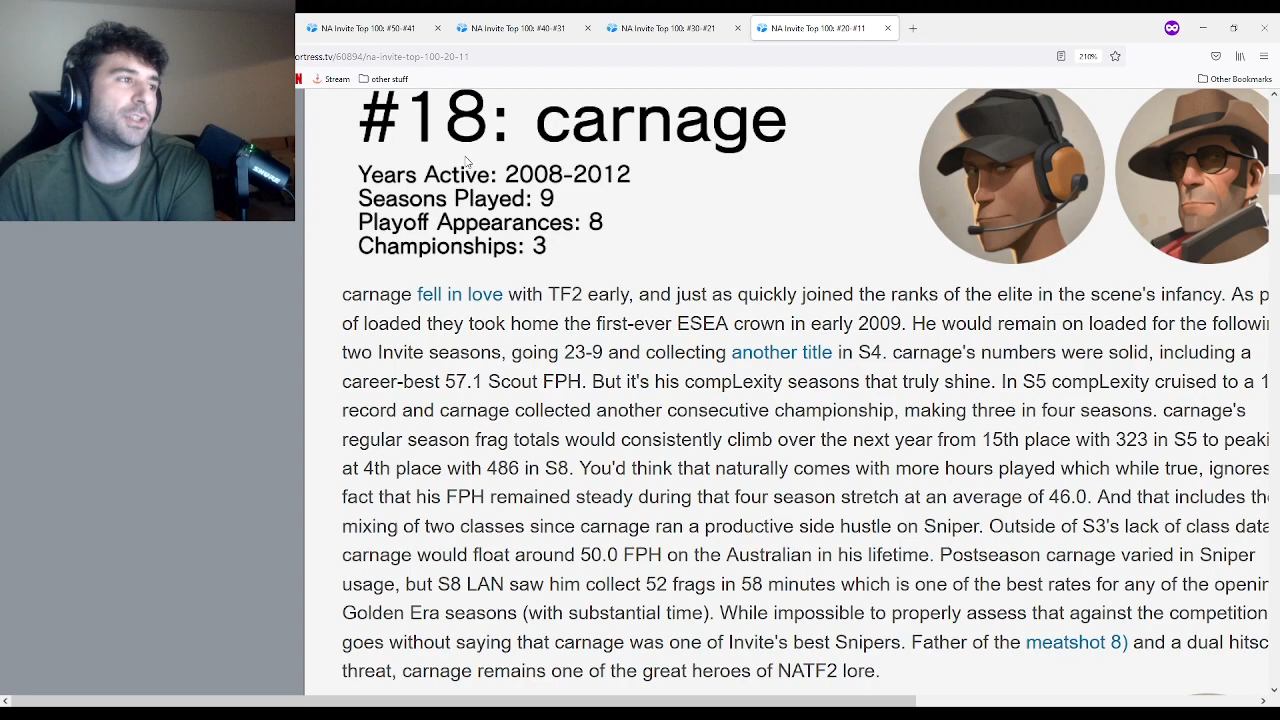 NA Invite Top 100: #50-#41
NA Invite Top 100: #40-#31
NA Invite Top 100: #30-#21
NA Invite Top 100: #20-#11
ortress.tv/60894/na-invite-top-100-20-11
210%
Stream
other stuff
Other Bookmarks
#18: carnage
Years Active: 2008-2012
Seasons Played: 9
Playoff Appearances: 8
Championships: 3
carnage fell in love with TF2 early, and just as quickly joined the ranks of the elite in the scene's infancy. As p
of loaded they took home the first-ever ESEA crown in early 2009. He would remain on loaded for the followi
two Invite seasons, going 23-9 and collecting another title in S4. carnage's numbers were solid, including a
career-best 57.1 Scout FPH. But it's his compLexity seasons that truly shine. In S5 compLexity cruised to a 1
record and carnage collected another consecutive championship, making three in four seasons. carnage's
regular season frag totals would consistently climb over the next year from 15th place with 323 in S5 to peaki
at 4th place with 486 in S8. You'd think that naturally comes with more hours played which while true, ignores
fact that his FPH remained steady during that four season stretch at an average of 46.0. And that includes the
mixing of two classes since carnage ran a productive side hustle on Sniper. Outside of S3's lack of class data
carnage would float around 50.0 FPH on the Australian in his lifetime. Postseason carnage varied in Sniper
usage, but S8 LAN saw him collect 52 frags in 58 minutes which is one of the best rates for any of the openin
Golden Era seasons (with substantial time). While impossible to properly assess that against the competition
goes without saying that carnage was one of Invite's best Snipers. Father of the meatshot 8) and a dual hitsc
threat, carnage remains one of the great heroes of NATF2 lore.
SHURE